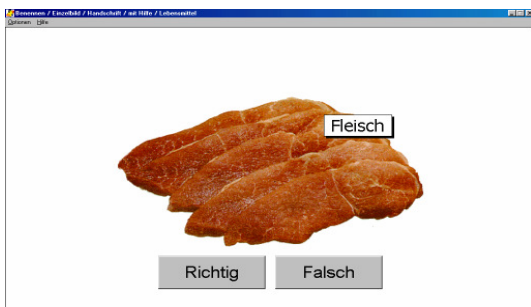 Benennen / Einzelbild / Handschrift / mit Hilfe / Lebensmittel
Optionen Hilfe
Fleisch
Richtig Falsch